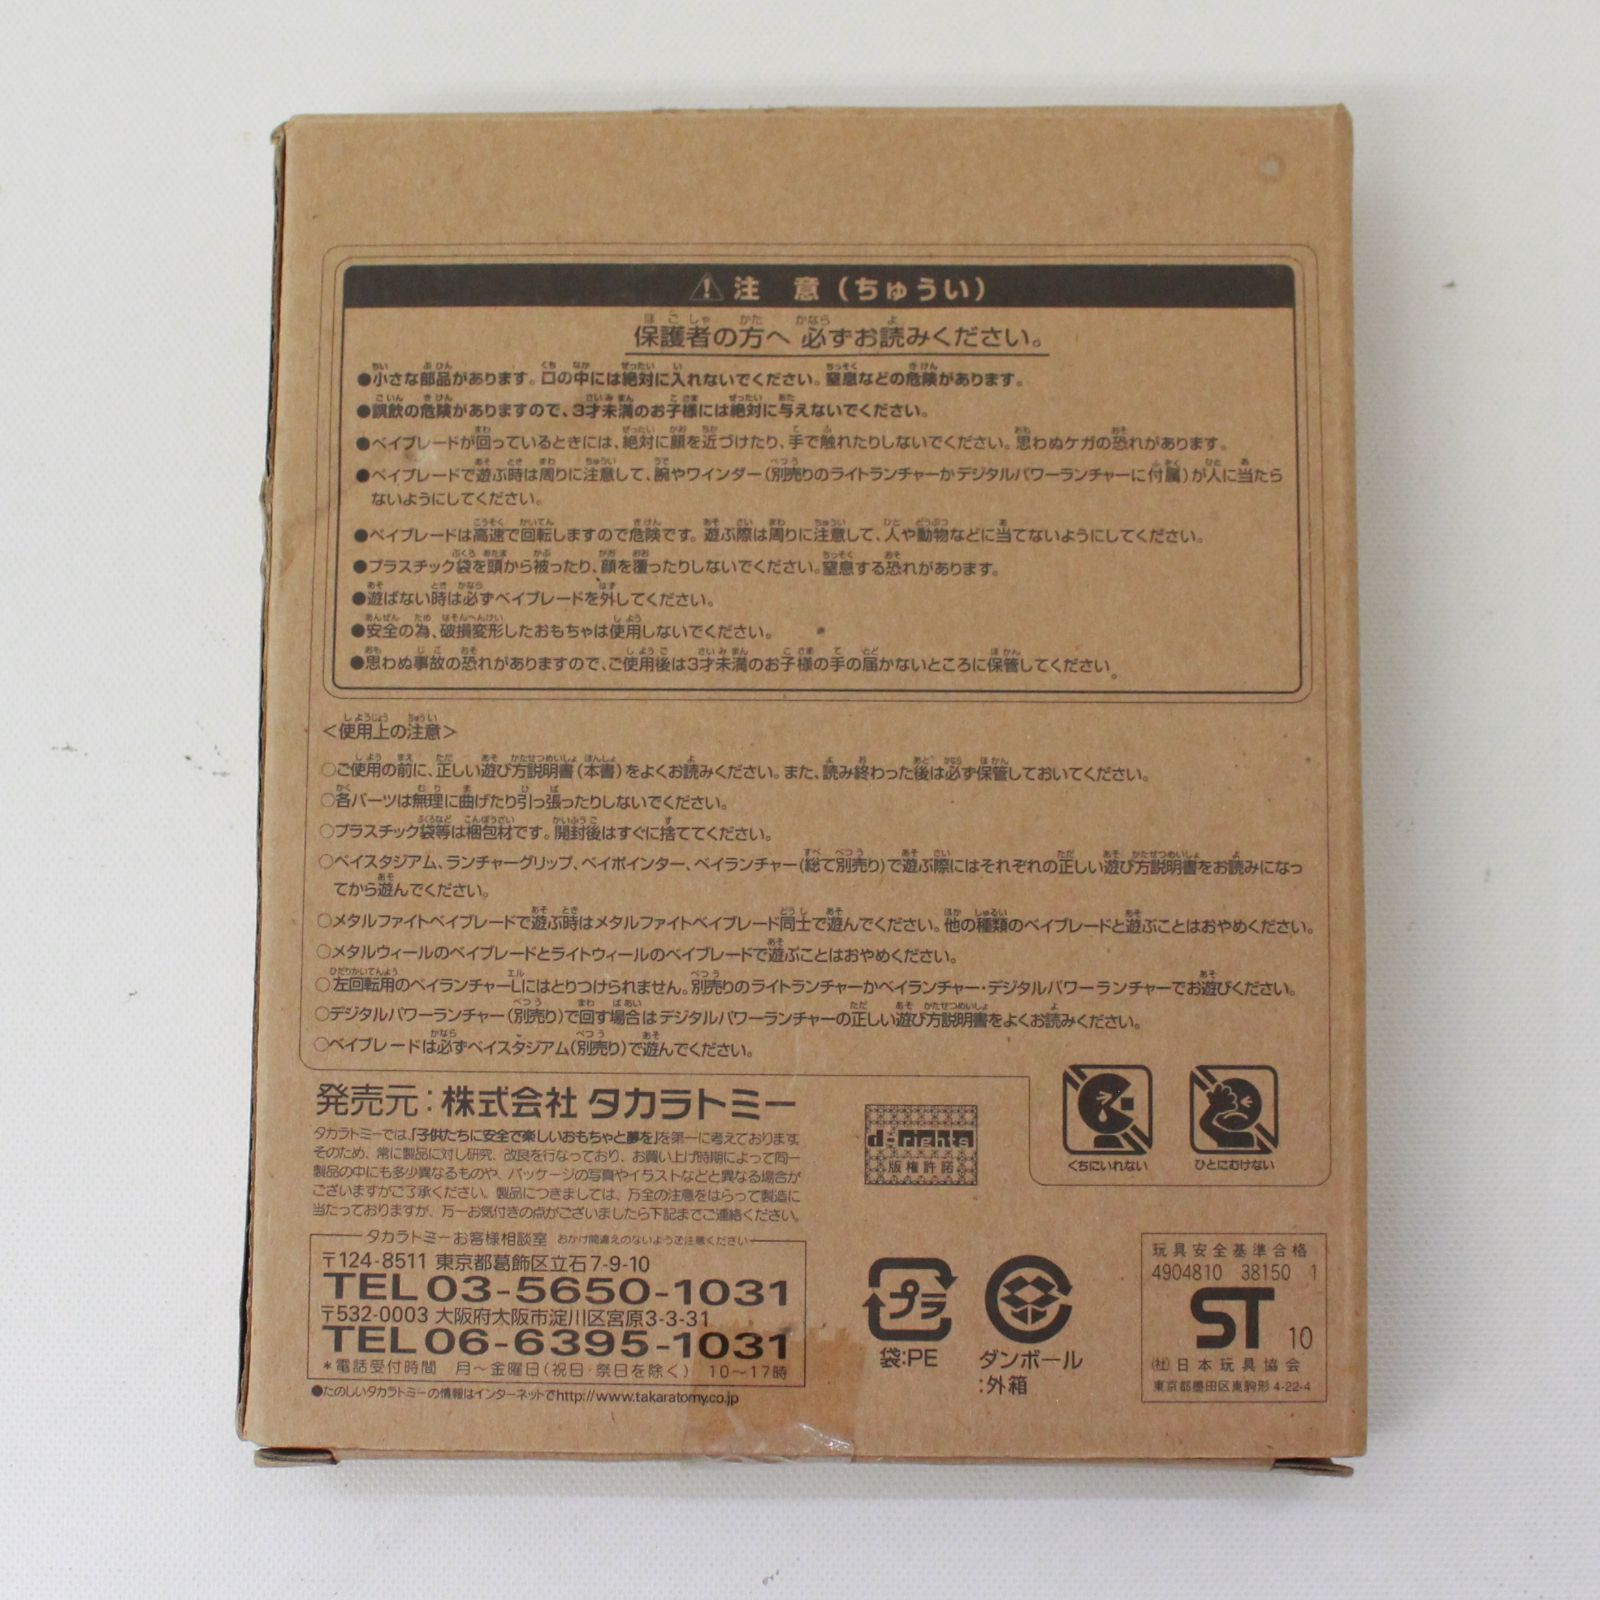 注 意(ちゅうい)
保護者の方へ 必ずお読みください。
●小さな部品があります。口の中には絶対に入れないでください。窒息などの危険があります。
●誤飲の危険がありますので、3才未満のお子様には絶対に与えないでください。
●ベイブレードが回っているときには、絶対に顔を近づけたり、手で触れたりしないでください。思わぬケガの恐れがあります。
●ベイブレードで遊ぶ時は周りに注意して、腕やワインダー(別売りのライトランチャーかデジタルパワーランチャーに付属)が人に当たら
ないようにしてください。
●ベイブレードは高速で回転しますので危険です。遊ぶ際は周りに注意して、人や動物などに当てないようにしてください。
●プラスチック袋を頭から被ったり、顔を覆ったりしないでください。窒息する恐れがあります。
●遊ばない時は必ずベイブレードを外してください。
●安全の為、破損変形したおもちゃは使用しないでください。
●思わぬ事故の恐れがありますので、ご使用後は3才未満のお子様の手の届かないところに保管してください。
<使用上の注意>
○ご使用の前に、正しい遊び方説明書(本書)をよくお読みください。また、読み終わった後は必ず保管しておいてください。
○各パーツは無理に曲げたり引っ張ったりしないでください。
○プラスチック袋等は梱包材です。開封後はすぐに捨ててください。
○ベイスタジアム、ランチャーグリップ、ベイポインター、ベイランチャー(総て別売り)で遊ぶ際にはそれぞれの正しい遊び方説明書をお読みになっ
てから遊んでください。
○メタルファイトベイブレードで遊ぶ時はメタルファイトベイブレード同士で遊んでください。他の種類のベイブレードと遊ぶことはおやめください。
○メタルウィールのベイブレードとライトウィールのベイブレードで遊ぶことはおやめください。
○左回転用のベイランチャーLにはとりつけられません。別売りのライトランチャーかベイランチャー・デジタルパワーランチャーでお遊びください。
○デジタルパワーランチャー(別売り)で回す場合はデジタルパワーランチャーの正しい遊び方説明書をよくお読みください。
○ベイブレードは必ずベイスタジアム(別売り)で遊んでください。
くちにいれない
ひとにむけない
発売元:株式会社 タカラトミー
タカラトミーでは、「子供たちに安全で楽しいおもちゃと夢を」を第一に考えております。
そのため、常に製品に対し研究、改良を行なっており、お買い上げ時期によって同一
製品の中にも多少異なるものや、パッケージの写真やイラストなどと異なる場合が
ございますがご了承ください。製品につきましては、万全の注意をはらって製造に
当たっておりますが、万一お気付きの点がございましたら下記までご連絡ください。
d-rights
版権許諾
タカラトミーお客様相談室 おかけ間違えのないようご注意ください
〒124-8511 東京都葛飾区立石7-9-10
TEL 03-5650-1031
〒532-0003 大阪府大阪市淀川区宮原3-3-31
TEL 06-6395-1031
*電話受付時間 月〜金曜日(祝日・祭日を除く) 10〜17時
●たのしいタカラトミーの情報はインターネットでhttp://www.takaratomy.co.jp
プラ
袋:PE
ダンボール
:外箱
玩具安全基準合格
4904810 38150 1
ST 10
(社)日本玩具協会
東京都墨田区東駒形 4-22-4